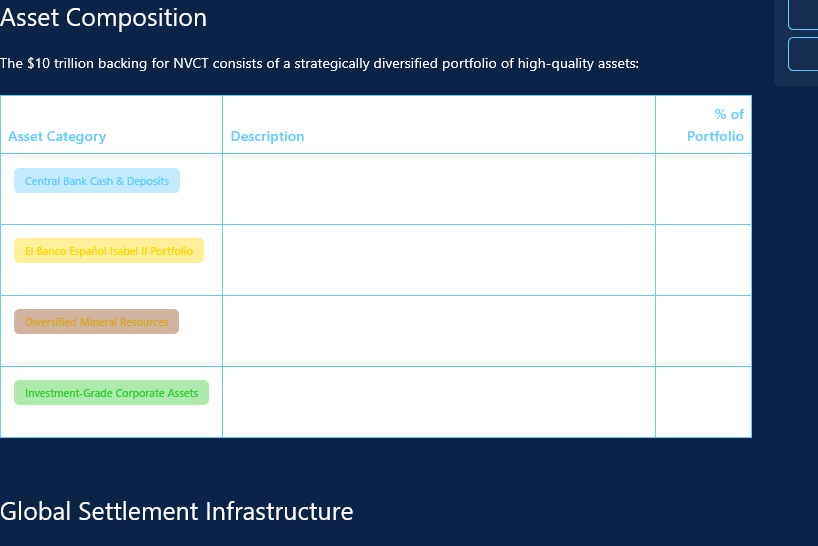 Asset Composition
The $10 trillion backing for NVCT consists of a strategically diversified portfolio of high-quality assets:
Asset Category
Description
% of
Portfolio
Central Bank Cash & Deposits
El Banco Español Isabel II Portfolio
Diversified Mineral Resources
Investment-Grade Corporate Assets
Global Settlement Infrastructure